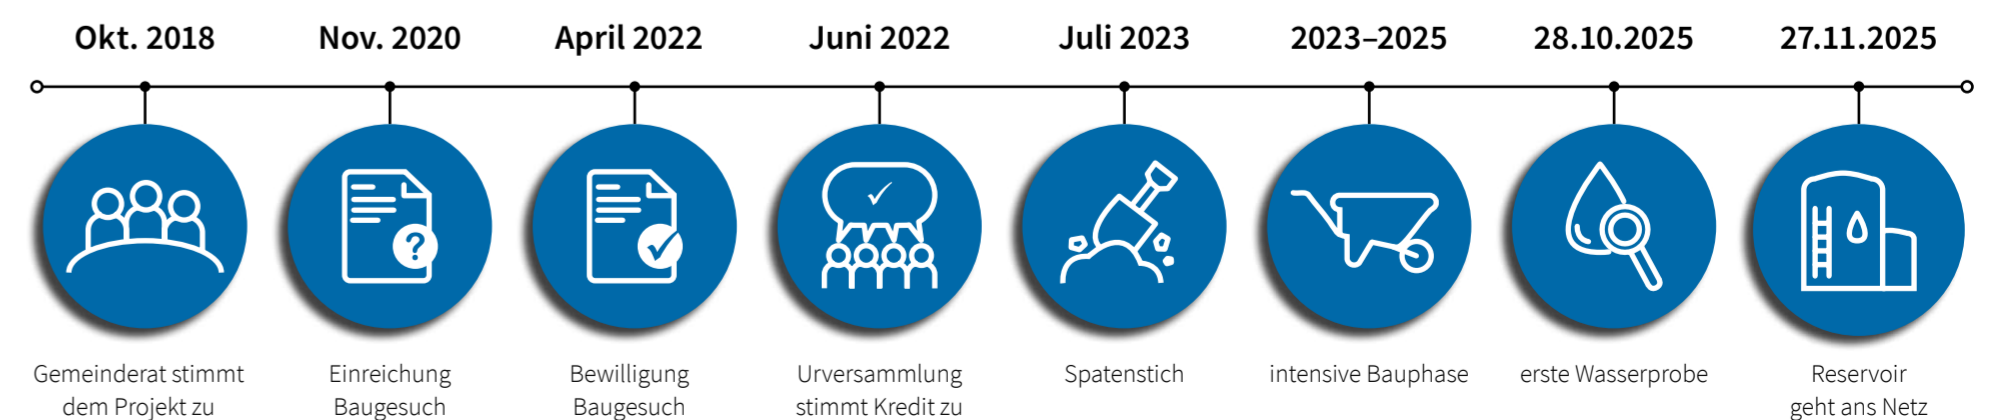 Okt. 2018
Nov. 2020
April 2022
Juni 2022
Juli 2023
2023–2025
28.10.2025
27.11.2025
?
Gemeinderat stimmt
dem Projekt zu
Einreichung
Baugesuch
Bewilligung
Baugesuch
Urversammlung
stimmt Kredit zu
Spatenstich
intensive Bauphase
erste Wasserprobe
Reservoir
geht ans Netz